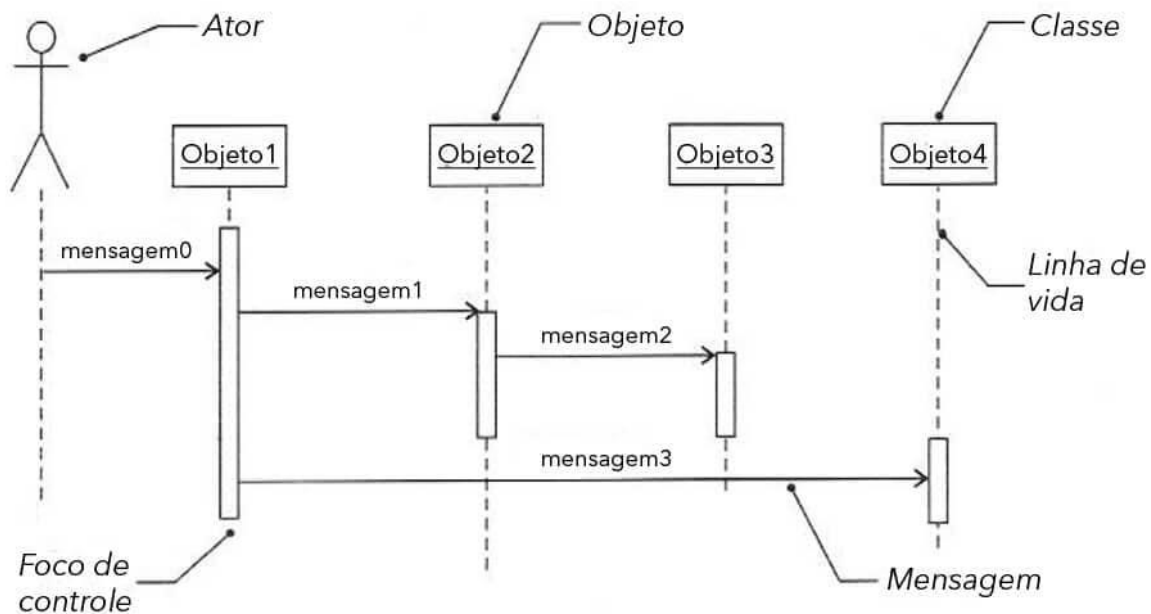 Ator
Objeto
Classe
Objeto1
Objeto2
Objeto3
Objeto4
mensagem0
mensagem1
mensagem2
mensagem3
Linha de
vida
Foco de
controle
Mensagem